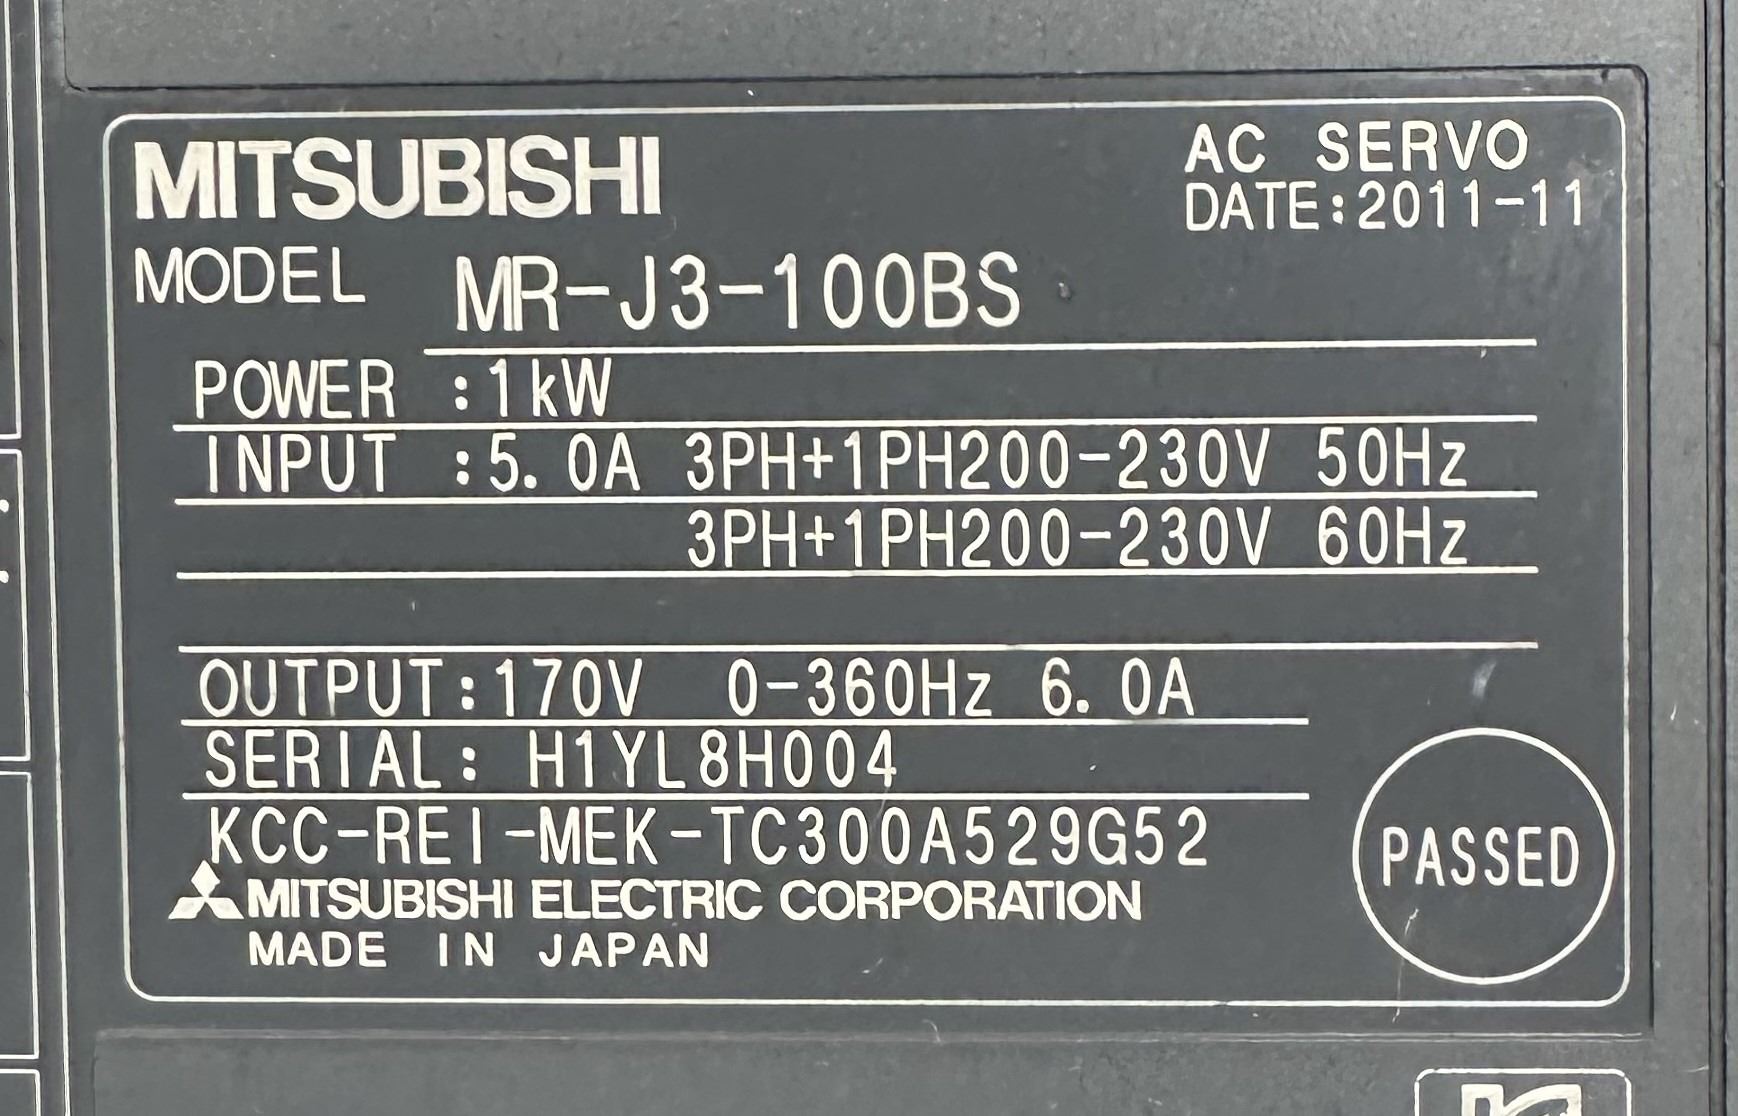 MITSUBISHI
AC SERVO
DATE:2011-11
MODEL MR-J3-100BS
POWER :1kW
INPUT :5.0A 3PH+1PH200-230V 50Hz
3PH+1PH200-230V 60Hz
OUTPUT:170V 0-360Hz 6.0A
SERIAL: H1YL8H004
KCC-REI-MEK-TC300A529G52
MITSUBISHI ELECTRIC CORPORATION
MADE IN JAPAN
PASSED